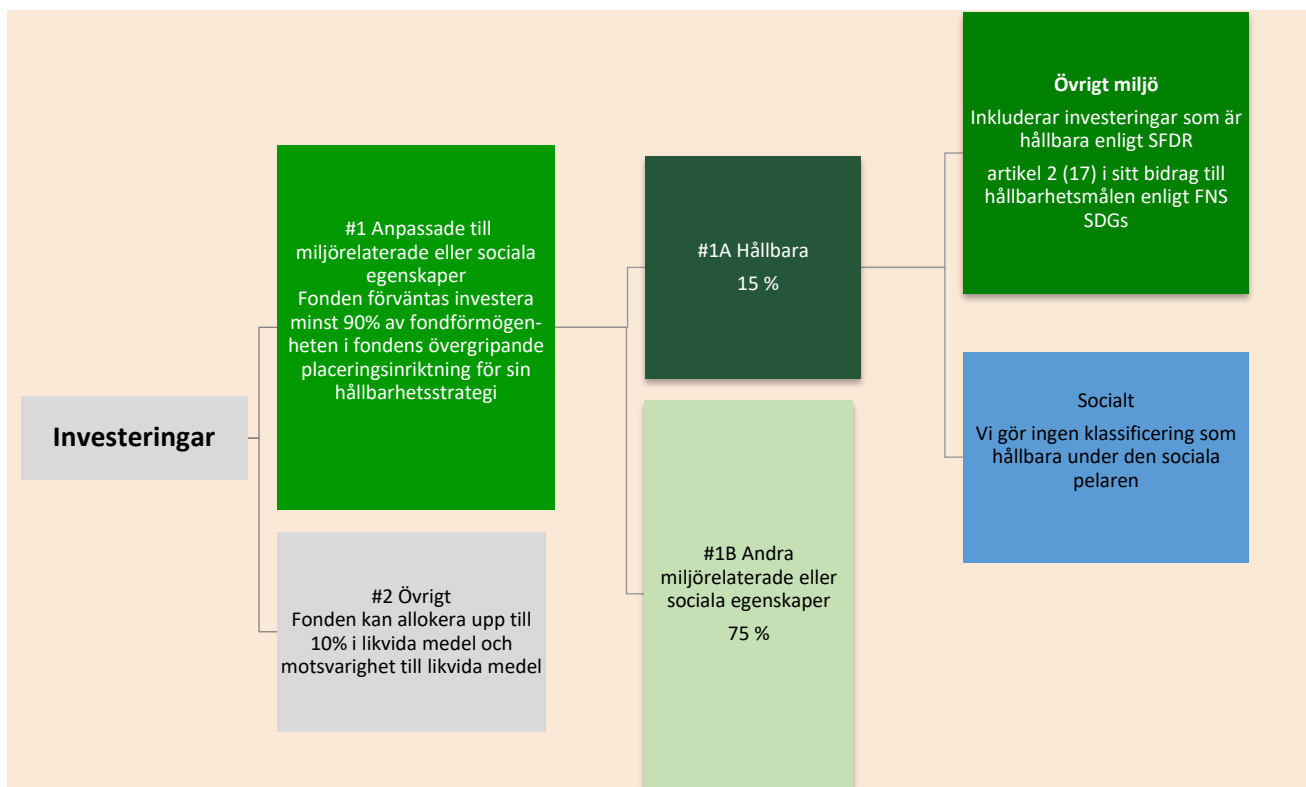 Investeringar
#1 Anpassade till
miljörelaterade eller sociala
egenskaper
Fonden förväntas investera
minst 90% av fondförmögen-
heten i fondens övergripande
placeringsinriktning för sin
hållbarhetsstrategi
#2 Övrigt
Fonden kan allokera upp till
10% i likvida medel och
motsvarighet till likvida medel
#1A Hållbara
15 %
#1B Andra
miljörelaterade eller
sociala egenskaper
75 %
Övrigt miljö
Inkluderar investeringar som är
hållbara enligt SFDR
artikel 2 (17) i sitt bidrag till
hållbarhetsmålen enligt FNS
SDGs
Socialt
Vi gör ingen klassificering som
hållbara under den sociala
pelaren